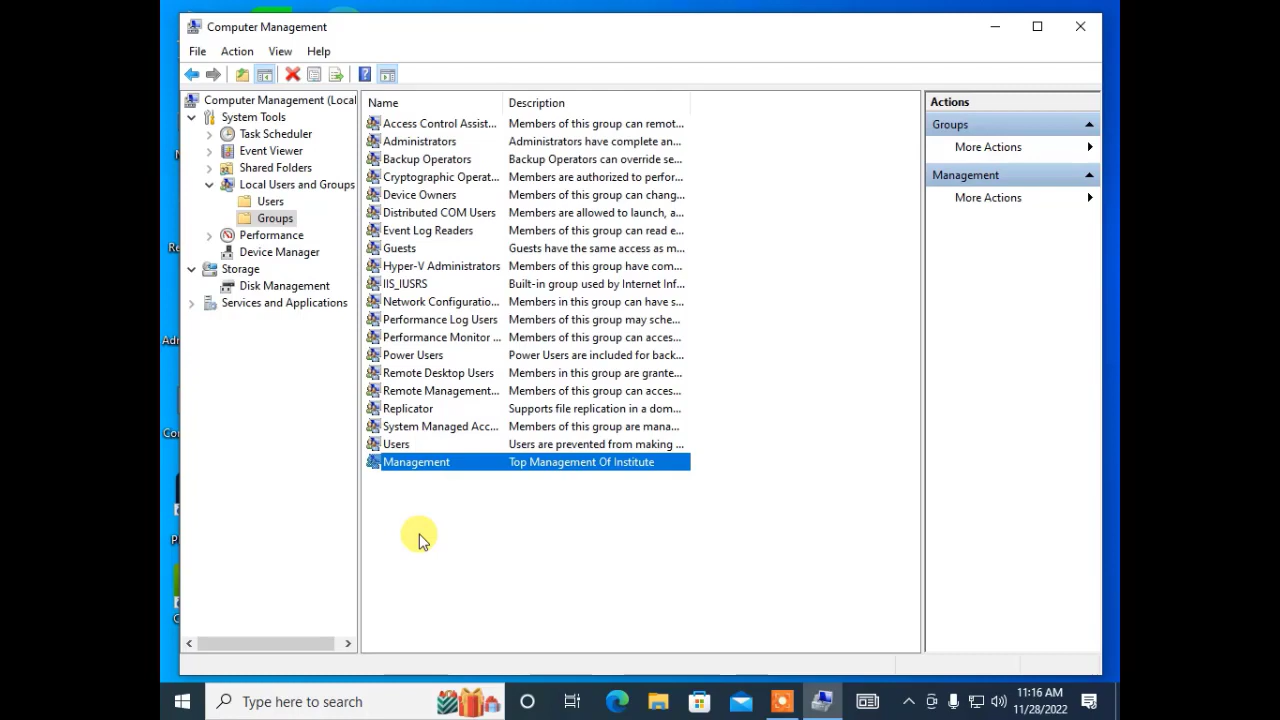 Computer Management
File Action View Help
Computer Management (Local
System Tools
Task Scheduler
Event Viewer
Shared Folders
Local Users and Groups
Users
Groups
Performance
Device Manager
Storage
Disk Management
Services and Applications
Name Description
Access Control Assist... Members of this group can remot...
Administrators Administrators have complete an...
Backup Operators Backup Operators can override se...
Cryptographic Operat... Members are authorized to perfor...
Device Owners Members of this group can chang...
Distributed COM Users Members are allowed to launch, a...
Event Log Readers Members of this group can read e...
Guests Guests have the same access as m...
Hyper-V Administrators Members of this group have com...
IIS_IUSRS Built-in group used by Internet Inf...
Network Configuratio... Members in this group can have s...
Performance Log Users Members of this group may sche...
Performance Monitor ... Members of this group can acces...
Power Users Power Users are included for back...
Remote Desktop Users Members in this group are grante...
Remote Management... Members of this group can acces...
Replicator Supports file replication in a dom...
System Managed Acc... Members of this group are mana...
Users Users are prevented from making ...
Management Top Management Of Institute
Actions
Groups
More Actions
Management
More Actions
Type here to search
11:16 AM
11/28/2022